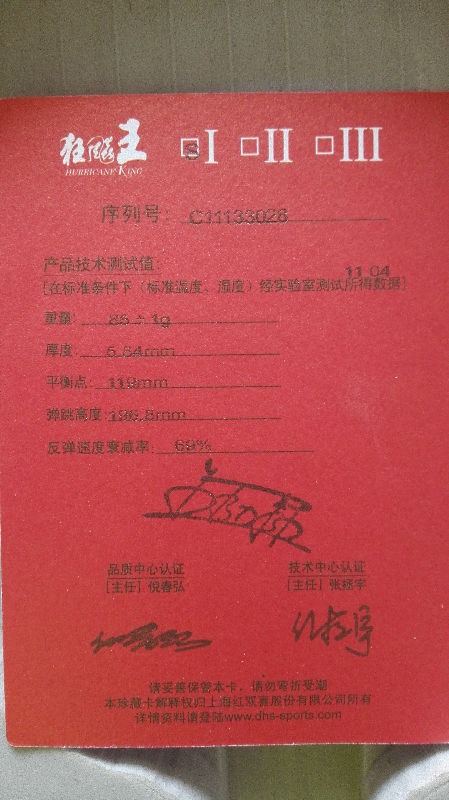 狂飚王 S I □II □III
HURRICANE KING
序列号: C11133026
产品技术测试值: 11.04
[在标准条件下（标准温度、湿度）经实验室测试所得数据]
重量: 85±1g
厚度: 5.84mm
平衡点: 119mm
弹跳高度: 196.8mm
反弹速度衰减率: 69%
品质中心认证 技术中心认证
[主任] 倪春弘 [主任] 张红宇
请妥善保管本卡，请勿弯折受潮
本珍藏卡解释权归上海红双喜股份有限公司所有
详情资料请登陆www.dhs-sports.com